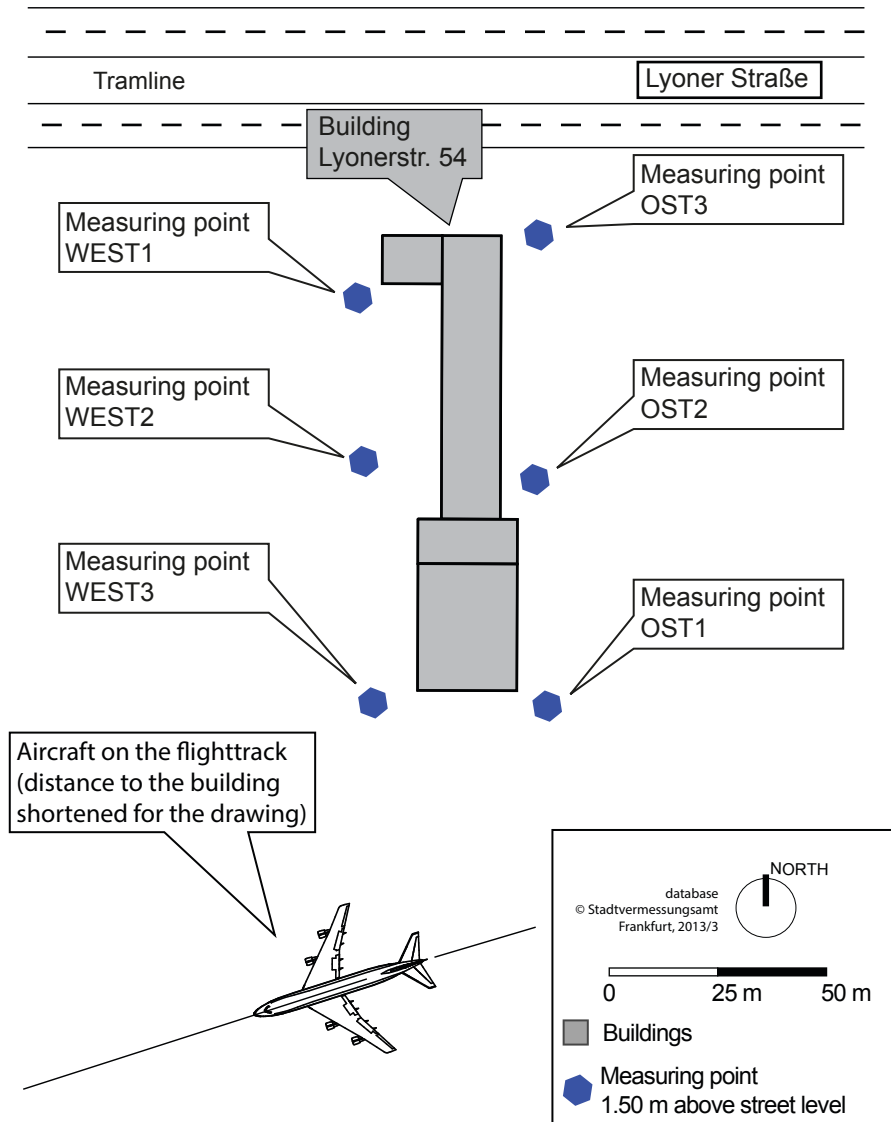 Tramline
Lyoner Straße
Building
Lyonerstr. 54
Measuring point
OST3
Measuring point
WEST1
Measuring point
OST2
Measuring point
WEST2
Measuring point
WEST3
Measuring point
OST1
Aircraft on the flighttrack
(distance to the building
shortened for the drawing)
NORTH
database
© Stadtvermessungsamt
Frankfurt, 2013/3
0 25 m 50 m
Buildings
Measuring point
1.50 m above street level